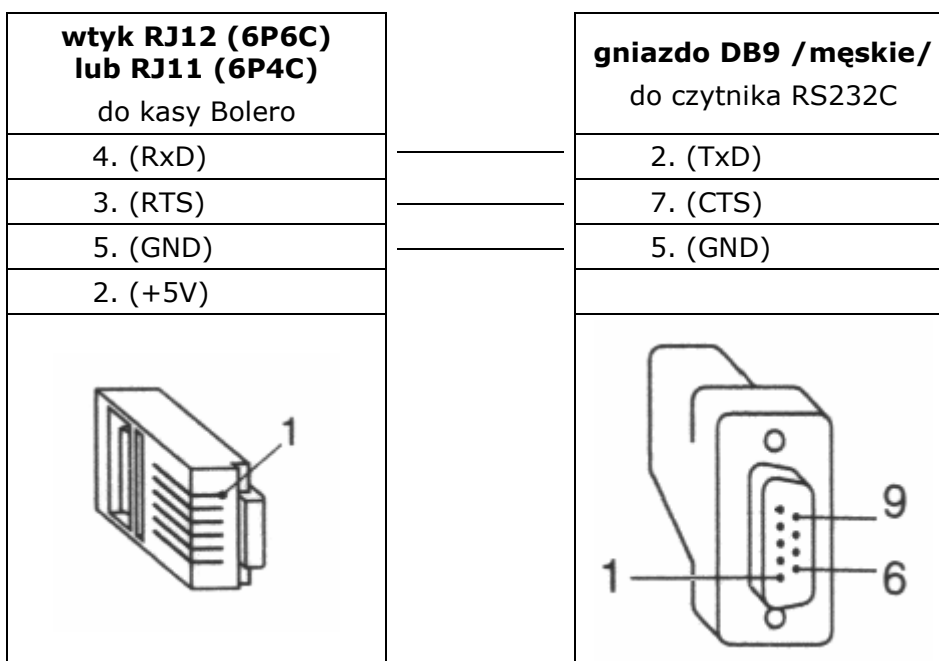 wtyk RJ12 (6P6C)
lub RJ11 (6P4C)
do kasy Bolero
gniazdo DB9 /męskie/
do czytnika RS232C
4. (RxD)
2. (TxD)
3. (RTS)
7. (CTS)
5. (GND)
5. (GND)
2. (+5V)
1
9
1
6